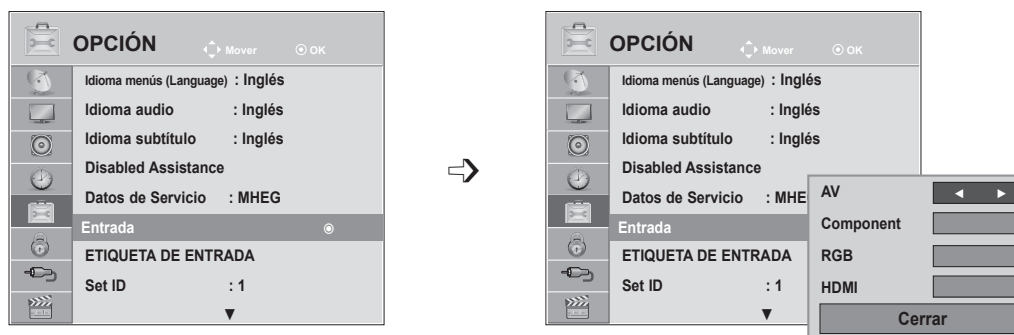 OPCIÓN Mover OK
Idioma menús (Language) : Inglés
Idioma audio : Inglés
Idioma subtítulo : Inglés
Disabled Assistance
Datos de Servicio : MHEG
Entrada
ETIQUETA DE ENTRADA
Set ID : 1
OPCIÓN Mover OK
Idioma menús (Language) : Inglés
Idioma audio : Inglés
Idioma subtítulo : Inglés
Disabled Assistance
Datos de Servicio : MHE
Entrada
ETIQUETA DE ENTRADA
Set ID : 1
AV
Component
RGB
HDMI
Cerrar